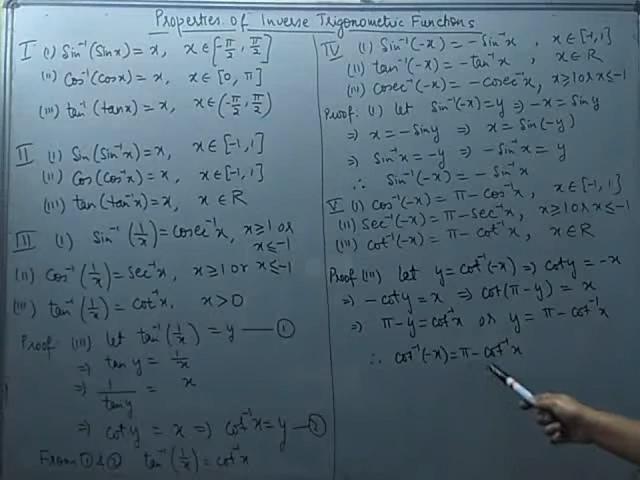 Properties of Inverse Trigonometric Functions
I (i) Sin⁻¹(Sinx) = x, x∈[-π/2, π/2]
(ii) Cos⁻¹(cosx) = x, x∈[0, π]
(iii) tan⁻¹(tanx) = x, x∈(-π/2, π/2)
II (i) Sin(Sin⁻¹x) = x, x∈[-1,1]
(ii) Cos(Cos⁻¹x) = x, x∈[-1,1]
(iii) tan(tan⁻¹x) = x, x∈R
III (i) Sin⁻¹(1/x) = Cosec⁻¹x, x≥1 or
x≤-1
(ii) Cos⁻¹(1/x) = Sec⁻¹x, x≥1 or x≤-1
(iii) tan⁻¹(1/x) = Cot⁻¹x, x>0
Proof (iii) let tan⁻¹(1/x) = y — ①
⇒ tan y = 1/x
⇒ 1/tan y = x
⇒ cot y = x ⇒ Cot⁻¹x = y — ②
From ① & ② tan⁻¹(1/x) = Cot⁻¹x
IV (i) Sin⁻¹(-x) = -Sin⁻¹x, x∈[-1,1]
(ii) tan⁻¹(-x) = -tan⁻¹x, x∈R
(iii) Cosec⁻¹(-x) = -Cosec⁻¹x, x≥1 or x≤-1
Proof: (i) let Sin⁻¹(-x) = y ⇒ -x = Sin y
⇒ x = -Sin y ⇒ x = Sin(-y)
⇒ Sin⁻¹x = -y ⇒ -Sin⁻¹x = y
∴ Sin⁻¹(-x) = -Sin⁻¹x
V (i) Cos⁻¹(-x) = π - Cos⁻¹x, x∈[-1,1]
(ii) Sec⁻¹(-x) = π - Sec⁻¹x, x≥1 or x≤-1
(iii) Cot⁻¹(-x) = π - Cot⁻¹x, x∈R
Proof (iii) let y = Cot⁻¹(-x) ⇒ Cot y = -x
⇒ -cot y = x ⇒ Cot(π-y) = x
⇒ π-y = Cot⁻¹x or y = π - Cot⁻¹x
∴ Cot⁻¹(-x) = π - Cot⁻¹x